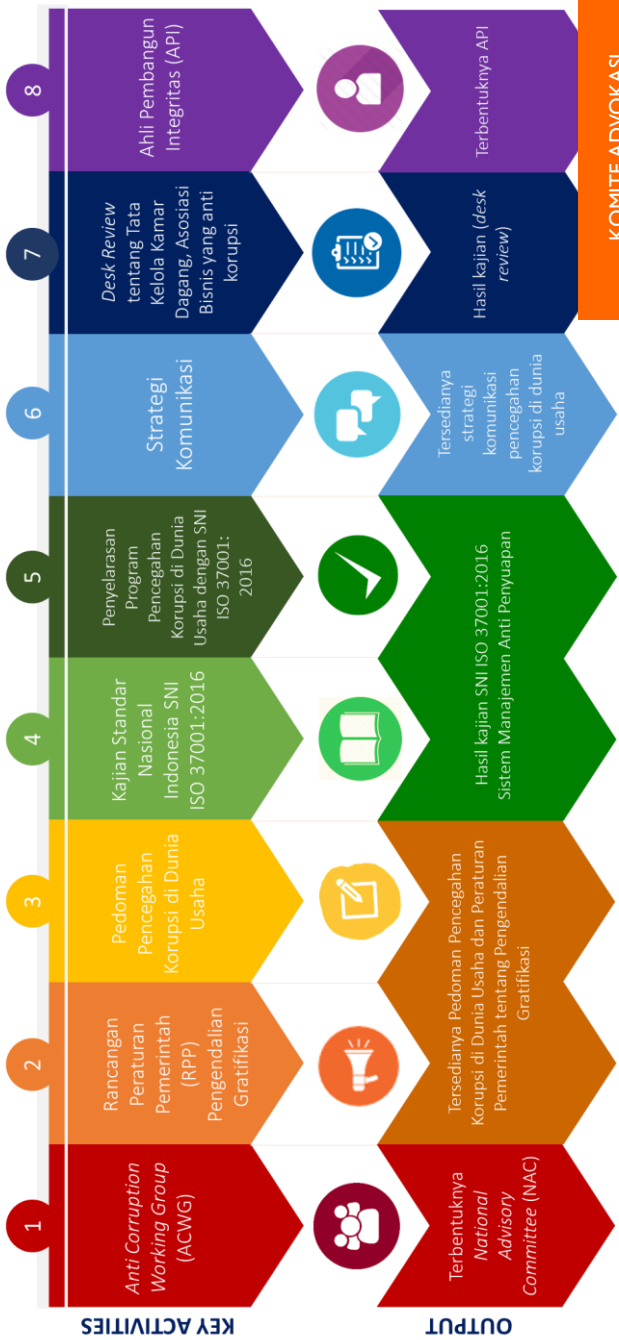 KEY ACTIVITIES
1
Anti Corruption
Working Group
(ACWG)
2
Rancangan
Peraturan
Pemerintah
(RPP)
Pengendalian
Gratifikasi
3
Pedoman
Pencegahan
Korupsi di Dunia
Usaha
4
Kajian Standar
Nasional
Indonesia SNI
ISO 37001:2016
5
Penyelarasan
Program
Pencegahan
Korupsi di Dunia
Usaha dengan SNI
ISO 37001:
2016
6
Strategi
Komunikasi
7
Desk Review
tentang Tata
Kelola Kamar
Dagang, Asosiasi
Bisnis yang anti
korupsi
8
Ahli Pembangun
Integritas (API)
OUTPUT
Terbentuknya
National
Advisory
Committee (NAC)
Tersedianya Pedoman Pencegahan
Korupsi di Dunia Usaha dan Peraturan
Pemerintah tentang Pengendalian
Gratifikasi
Hasil kajian SNI ISO 37001:2016
Sistem Manajemen Anti Penyuapan
Tersedianya
strategi
komunikasi
pencegahan
korupsi di dunia
usaha
Hasil kajian (desk
review)
Terbentuknya API
KOMITE ADVOKASI